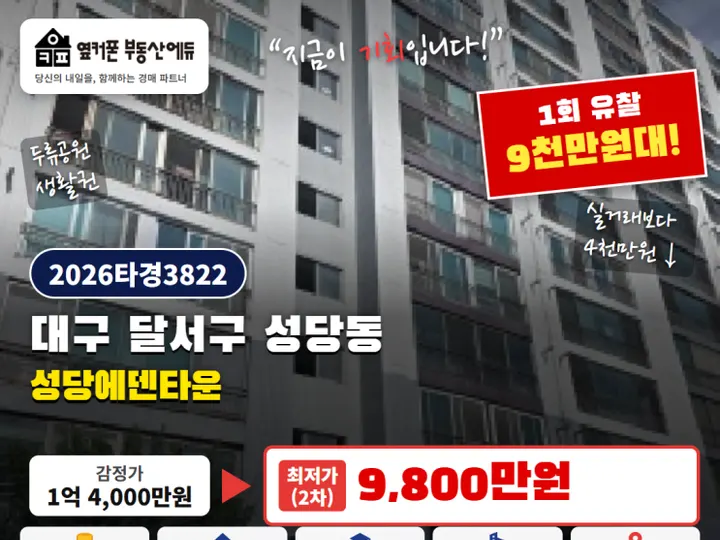 옆커폰 부동산에듀
당신의 내일을, 함께하는 경매 파트너
"지금이 기회입니다!"
1회 유찰
9천만원대!
두류공원
생활권
실거래보다
4천만원 ↓
2026타경3822
대구 달서구 성당동
성당에덴타운
감정가
1억 4,000만원
최저가
(2차)
9,800만원